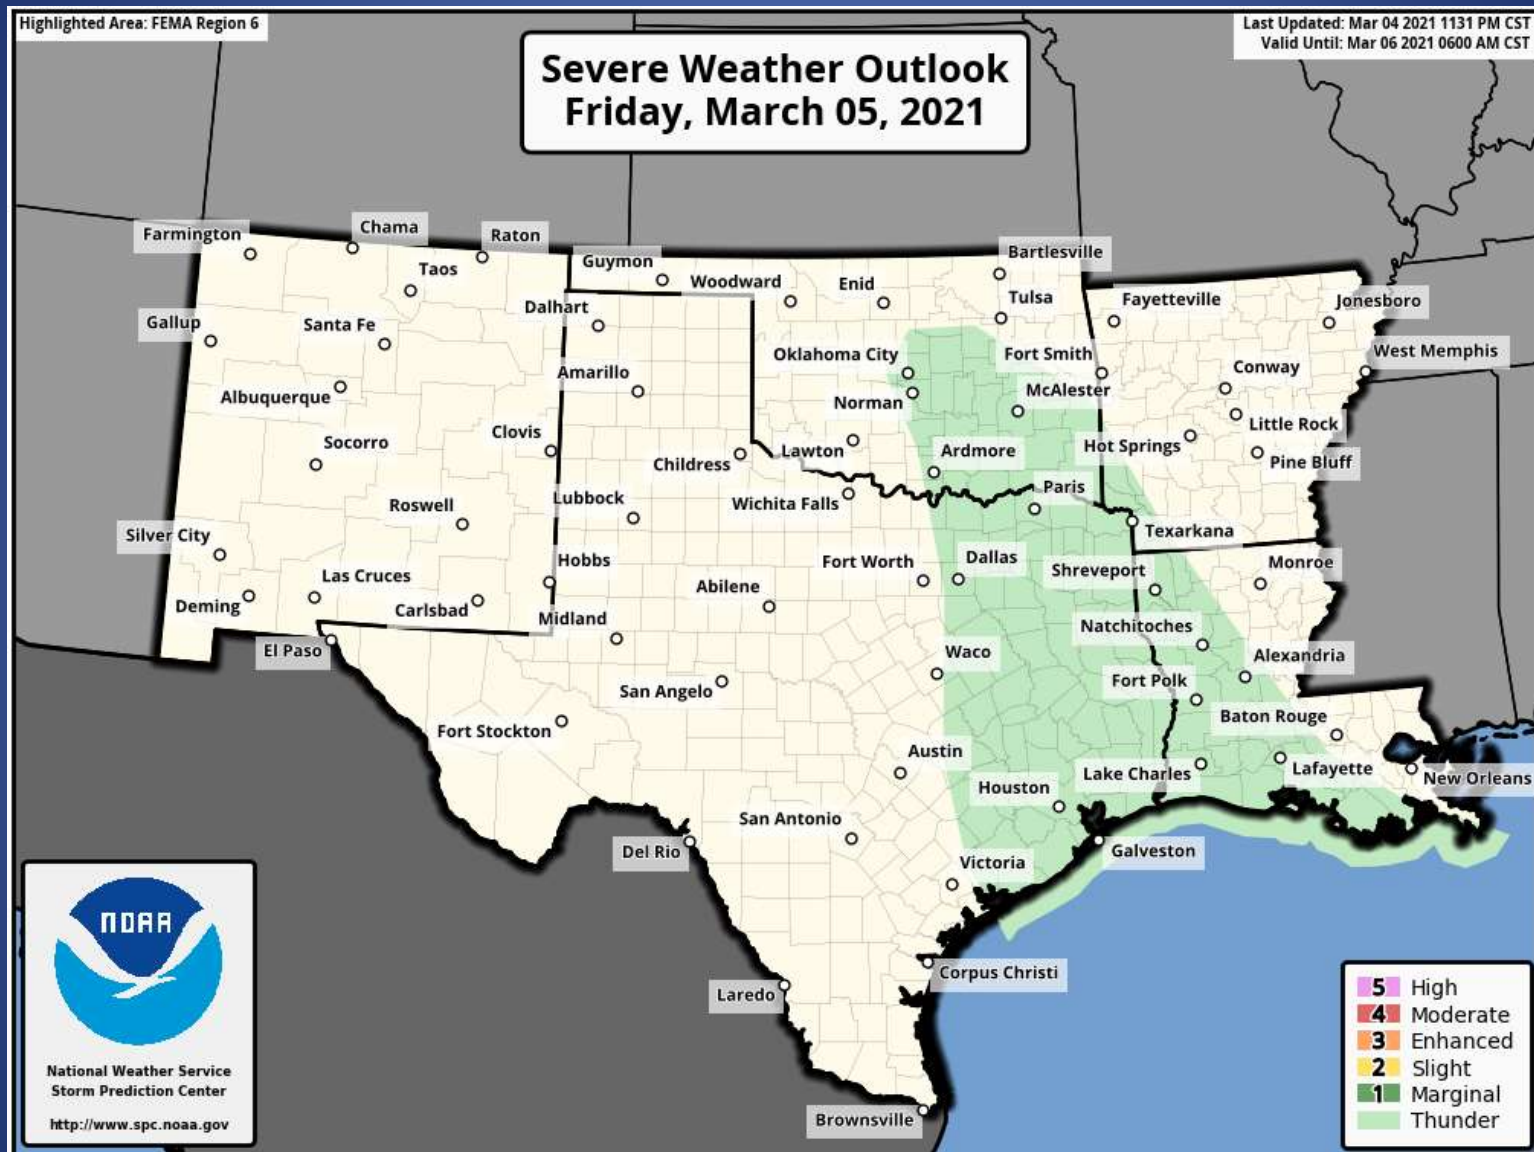 Highlighted Area: FEMA Region 6
Last Updated: Mar 04 2021 1131 PM CST
Valid Until: Mar 06 2021 0600 AM CST
Severe Weather Outlook
Friday, March 05, 2021
Farmington
Chama
Raton
Taos
Guymon
Woodward
Enid
Bartlesville
Tulsa
Fayetteville
Jonesboro
Gallup
Santa Fe
Dalhart
Oklahoma City
Fort Smith
West Memphis
Albuquerque
Amarillo
Norman
McAlester
Conway
Little Rock
Socorro
Clovis
Childress
Lawton
Ardmore
Hot Springs
Pine Bluff
Roswell
Lubbock
Wichita Falls
Paris
Texarkana
Silver City
Las Cruces
Hobbs
Fort Worth
Dallas
Shreveport
Monroe
Deming
Carlsbad
Midland
Abilene
Natchitoches
El Paso
San Angelo
Waco
Fort Polk
Alexandria
Fort Stockton
Baton Rouge
Austin
Houston
Lake Charles
Lafayette
New Orleans
San Antonio
Del Rio
Victoria
Galveston
Corpus Christi
Laredo
Brownsville
NOAA
National Weather Service
Storm Prediction Center
http://www.spc.noaa.gov
5 High
4 Moderate
3 Enhanced
2 Slight
1 Marginal
Thunder